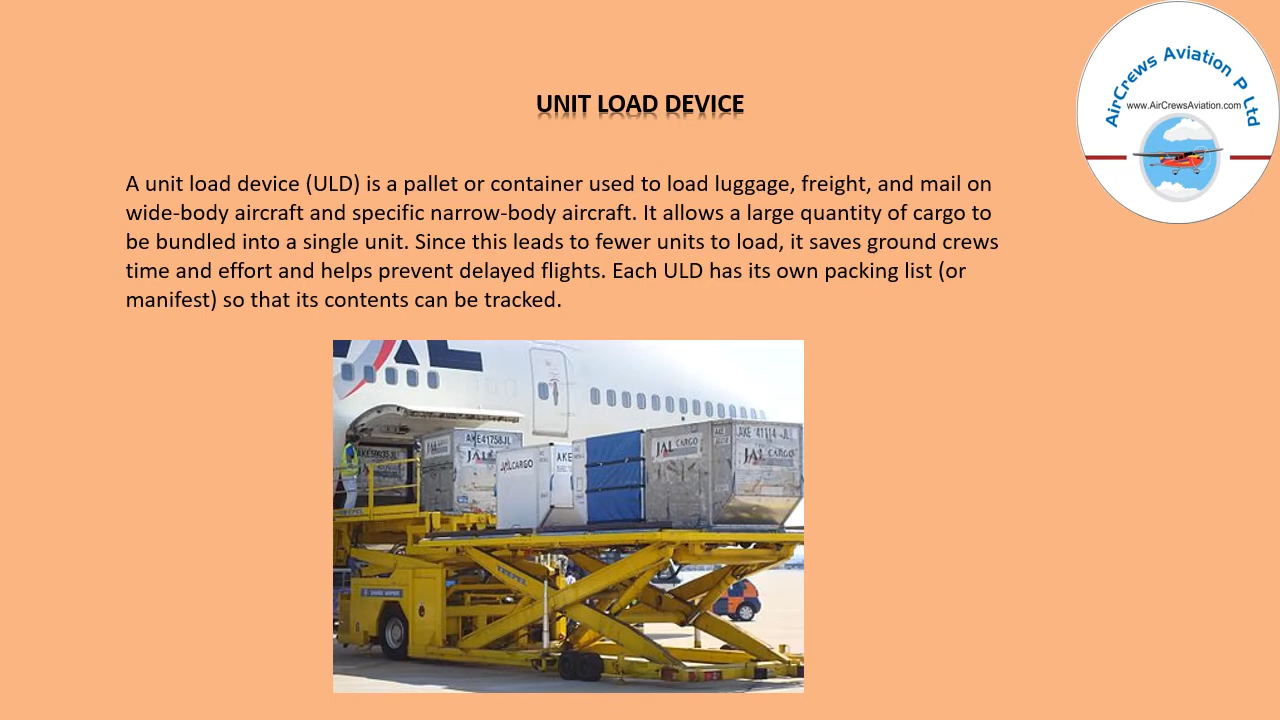 AirCrews Aviation P Ltd
www.AirCrewsAviation.com
UNIT LOAD DEVICE
A unit load device (ULD) is a pallet or container used to load luggage, freight, and mail on
wide-body aircraft and specific narrow-body aircraft. It allows a large quantity of cargo to
be bundled into a single unit. Since this leads to fewer units to load, it saves ground crews
time and effort and helps prevent delayed flights. Each ULD has its own packing list (or
manifest) so that its contents can be tracked.
AKE41758JL
JAL
JALCARGO
AKE
JAL CARGO
AKE 41114 JL
JAL CARGO